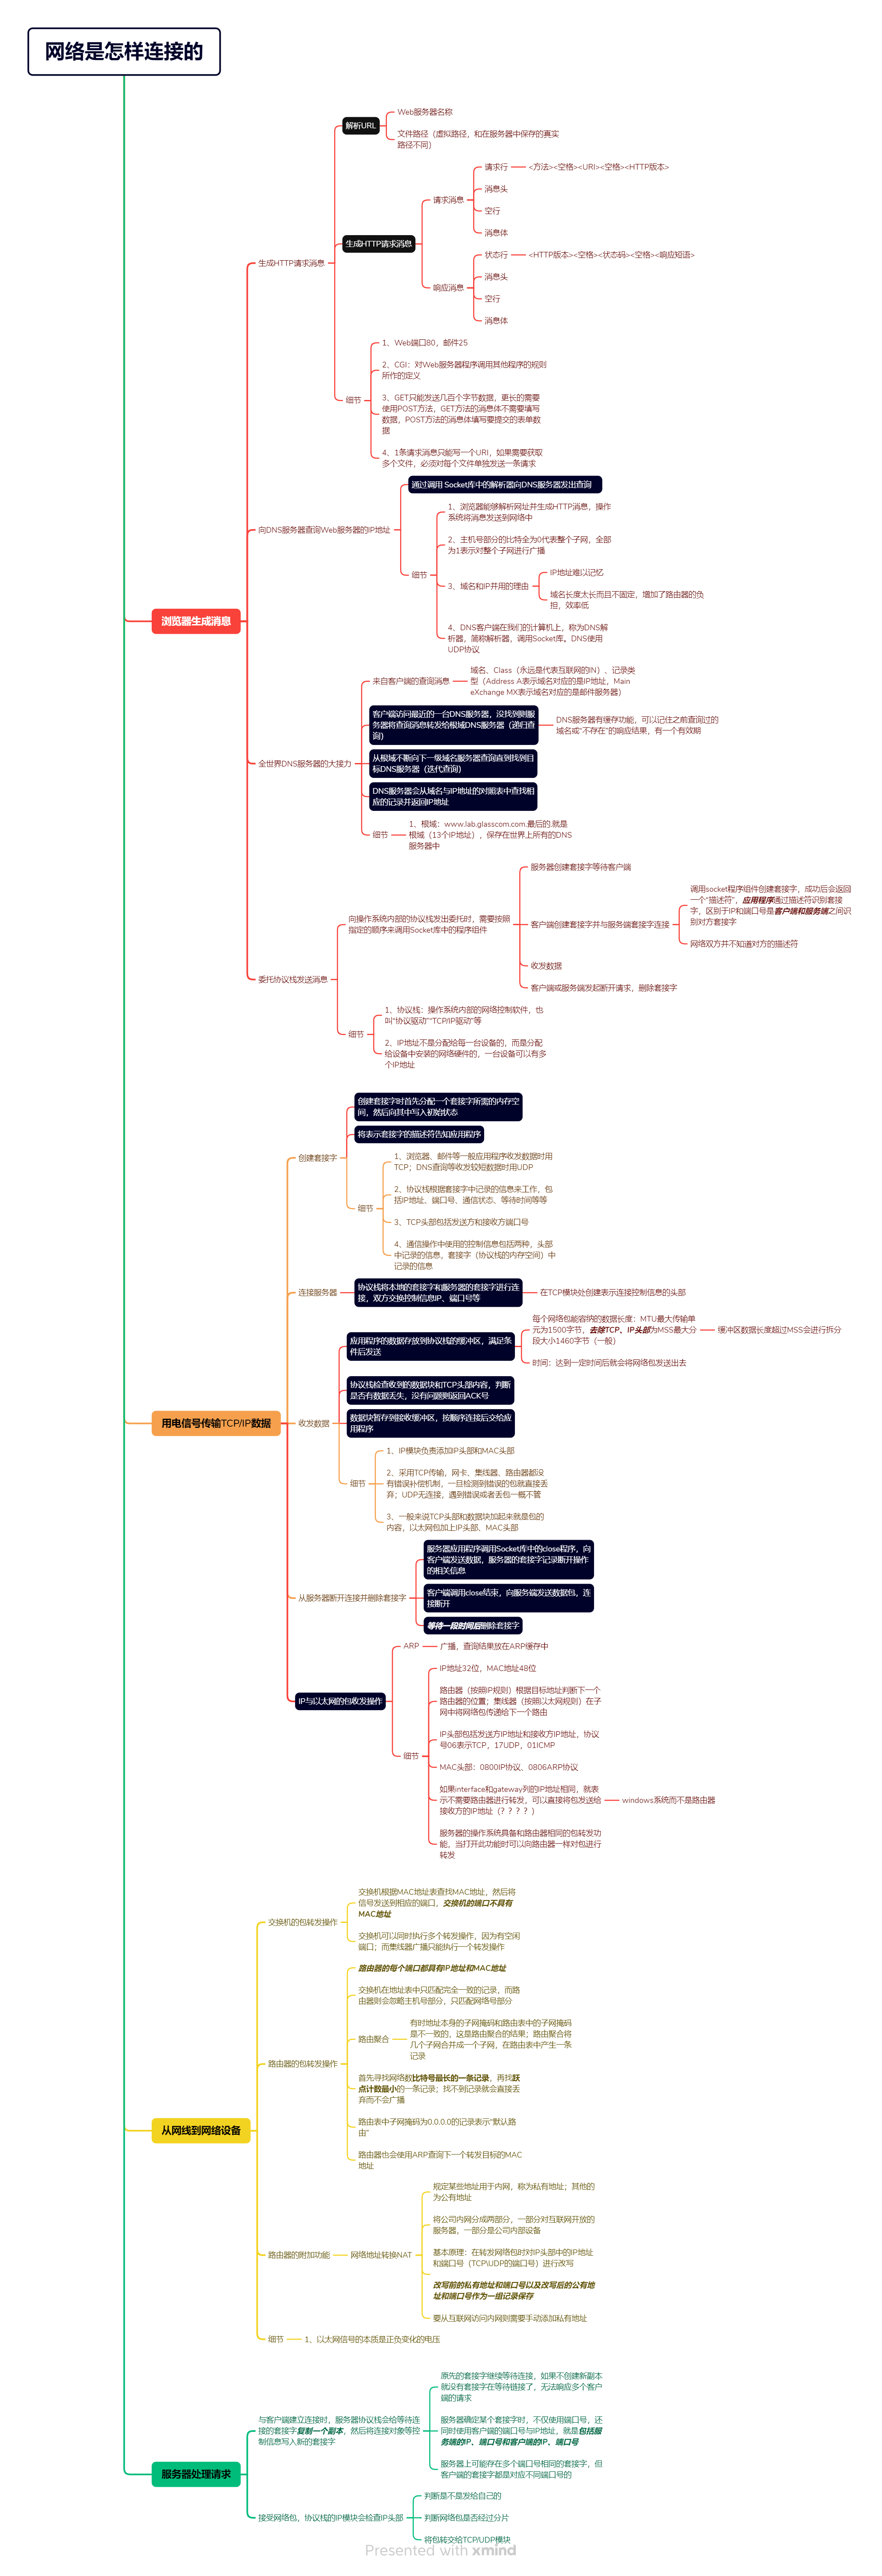 网络是怎样连接的
浏览器生成消息
生成HTTP请求消息
解析URL
Web服务器名称
文件路径（虚拟路径，和在服务器中保存的真实
路径不同）
生成HTTP请求消息
请求消息
请求行
<方法><空格><URI><空格><HTTP版本>
消息头
空行
消息体
响应消息
状态行
<HTTP版本><空格><状态码><空格><响应短语>
消息头
空行
消息体
细节
1、Web端口80，邮件25
2、CGI：对Web服务器程序调用其他程序的规则
所作的定义
3、GET只能发送几百个字节数据，更长的需要
使用POST方法，GET方法的消息体不需要填写
数据，POST方法的消息体填写要提交的表单数
据
4、1条请求消息只能写一个URI，如果需要获取
多个文件，必须对每个文件单独发送一条请求
向DNS服务器查询Web服务器的IP地址
通过调用 Socket库中的解析器向DNS服务器发出查询
细节
1、浏览器能够解析网址并生成HTTP消息，操作
系统将消息发送到网络中
2、主机号部分的比特全为0代表整个子网，全部
为1表示对整个子网进行广播
3、域名和IP并用的理由
IP地址难以记忆
域名长度太长而且不固定，增加了路由器的负
担，效率低
4、DNS客户端在我们的计算机上，称为DNS解
析器，简称解析器，调用Socket库。DNS使用
UDP协议
全世界DNS服务器的大接力
来自客户端的查询消息
域名、Class（永远是代表互联网的IN）、记录类
型（Address A表示域名对应的是IP地址，Main
eXchange MX表示域名对应的是邮件服务器）
客户端访问最近的一台DNS服务器，没找到则服
务器将查询消息转发给根域DNS服务器（递归查
询）
DNS服务器有缓存功能，可以记住之前查询过的
域名或“不存在”的响应结果，有一个有效期
从根域不断向下一级域名服务器查询直到找到目
标DNS服务器（迭代查询）
DNS服务器会从域名与IP地址的对照表中查找相
应的记录并返回IP地址
细节
1、根域：www.lab.glasscom.com.最后的.就是
根域（13个IP地址），保存在世界上所有的DNS
服务器中
委托协议栈发送消息
向操作系统内部的协议栈发出委托时，需要按照
指定的顺序来调用Socket库中的程序组件
服务器创建套接字等待客户端
客户端创建套接字并与服务端套接字连接
调用socket程序组件创建套接字，成功后会返回
一个“描述符”，应用程序通过描述符识别套接
字，区别于IP和端口号是客户端和服务端之间识
别对方套接字
网络双方并不知道对方的描述符
收发数据
客户端或服务端发起断开请求，删除套接字
细节
1、协议栈：操作系统内部的网络控制软件，也
叫“协议驱动”“TCP/IP驱动”等
2、IP地址不是分配给每一台设备的，而是分配
给设备中安装的网络硬件的，一台设备可以有多
个IP地址
用电信号传输TCP/IP数据
创建套接字
创建套接字时首先分配一个套接字所需的内存空
间，然后向其中写入初始状态
将表示套接字的描述符告知应用程序
细节
1、浏览器、邮件等一般应用程序收发数据时用
TCP；DNS查询等收发较短数据时用UDP
2、协议栈根据套接字中记录的信息来工作，包
括IP地址、端口号、通信状态、等待时间等等
3、TCP头部包括发送方和接收方端口号
4、通信操作中使用的控制信息包括两种，头部
中记录的信息，套接字（协议栈的内存空间）中
记录的信息
连接服务器
协议栈将本地的套接字和服务器的套接字进行连
接，双方交换控制信息IP、端口号等
在TCP模块处创建表示连接控制信息的头部
收发数据
应用程序的数据存放到协议栈的缓冲区，满足条
件后发送
每个网络包能容纳的数据长度：MTU最大传输单
元为1500字节，去除TCP、IP头部为MSS最大分
段大小1460字节（一般）
缓冲区数据长度超过MSS会进行拆分
时间：达到一定时间后就会将网络包发送出去
协议栈检查收到的数据块和TCP头部内容，判断
是否有数据丢失，没有问题则返回ACK号
数据块暂存到接收缓冲区，按顺序连接后交给应
用程序
细节
1、IP模块负责添加IP头部和MAC头部
2、采用TCP传输，网卡、集线器、路由器都没
有错误补偿机制，一旦检测到错误的包就直接丢
弃；UDP无连接，遇到错误或者丢包一概不管
3、一般来说TCP头部和数据块加起来就是包的
内容，以太网包加上IP头部、MAC头部
从服务器断开连接并删除套接字
服务器应用程序调用Socket库中的close程序，向
客户端发送数据，服务器的套接字记录断开操作
的相关信息
客户端调用close结束，向服务端发送数据包，连
接断开
等待一段时间后删除套接字
IP与以太网的包收发操作
ARP
广播，查询结果放在ARP缓存中
细节
IP地址32位，MAC地址48位
路由器（按照IP规则）根据目标地址判断下一个
路由器的位置；集线器（按照以太网规则）在子
网中将网络包传递给下一个路由
IP头部包括发送方IP地址和接收方IP地址，协议
号06表示TCP，17UDP，01ICMP
MAC头部：0800IP协议、0806ARP协议
如果interface和gateway列的IP地址相同，就表
示不需要路由器进行转发，可以直接将包发送给
接收方的IP地址（？？？？）
windows系统而不是路由器
服务器的操作系统具备和路由器相同的包转发功
能，当打开此功能时可以向路由器一样对包进行
转发
从网线到网络设备
交换机的包转发操作
交换机根据MAC地址表查找MAC地址，然后将
信号发送到相应的端口，交换机的端口不具有
MAC地址
交换机可以同时执行多个转发操作，因为有空闲
端口；而集线器广播只能执行一个转发操作
路由器的包转发操作
路由器的每个端口都具有IP地址和MAC地址
交换机在地址表中只匹配完全一致的记录，而路
由器则会忽略主机号部分，只匹配网络号部分
路由聚合
有时地址本身的子网掩码和路由表中的子网掩码
是不一致的，这是路由聚合的结果；路由聚合将
几个子网合并成一个子网，在路由表中产生一条
记录
首先寻找网络数比特号最长的一条记录，再找跃
点计数最小的一条记录；找不到记录就会直接丢
弃而不会广播
路由表中子网掩码为0.0.0.0的记录表示“默认路
由”
路由器也会使用ARP查询下一个转发目标的MAC
地址
路由器的附加功能
网络地址转换NAT
规定某些地址用于内网，称为私有地址；其他的
为公有地址
将公司内网分成两部分，一部分对互联网开放的
服务器，一部分是公司内部设备
基本原理：在转发网络包时对IP头部中的IP地址
和端口号（TCP\UDP的端口号）进行改写
改写前的私有地址和端口号以及改写后的公有地
址和端口号作为一组记录保存
要从互联网访问内网则需要手动添加私有地址
细节
1、以太网信号的本质是正负变化的电压
服务器处理请求
与客户端建立连接时，服务器协议栈会给等待连
接的套接字复制一个副本，然后将连接对象等控
制信息写入新的套接字
原先的套接字继续等待连接，如果不创建新副本
就没有套接字在等待链接了，无法响应多个客户
端的请求
服务器确定某个套接字时，不仅使用端口号，还
同时使用客户端的端口号与IP地址，就是包括服
务端的IP、端口号和客户端的IP、端口号
服务器上可能存在多个端口号相同的套接字，但
客户端的套接字都是对应不同端口号的
接受网络包，协议栈的IP模块会检查IP头部
判断是不是发给自己的
判断网络包是否经过分片
将包转交给TCP/UDP模块
Presented with xmind